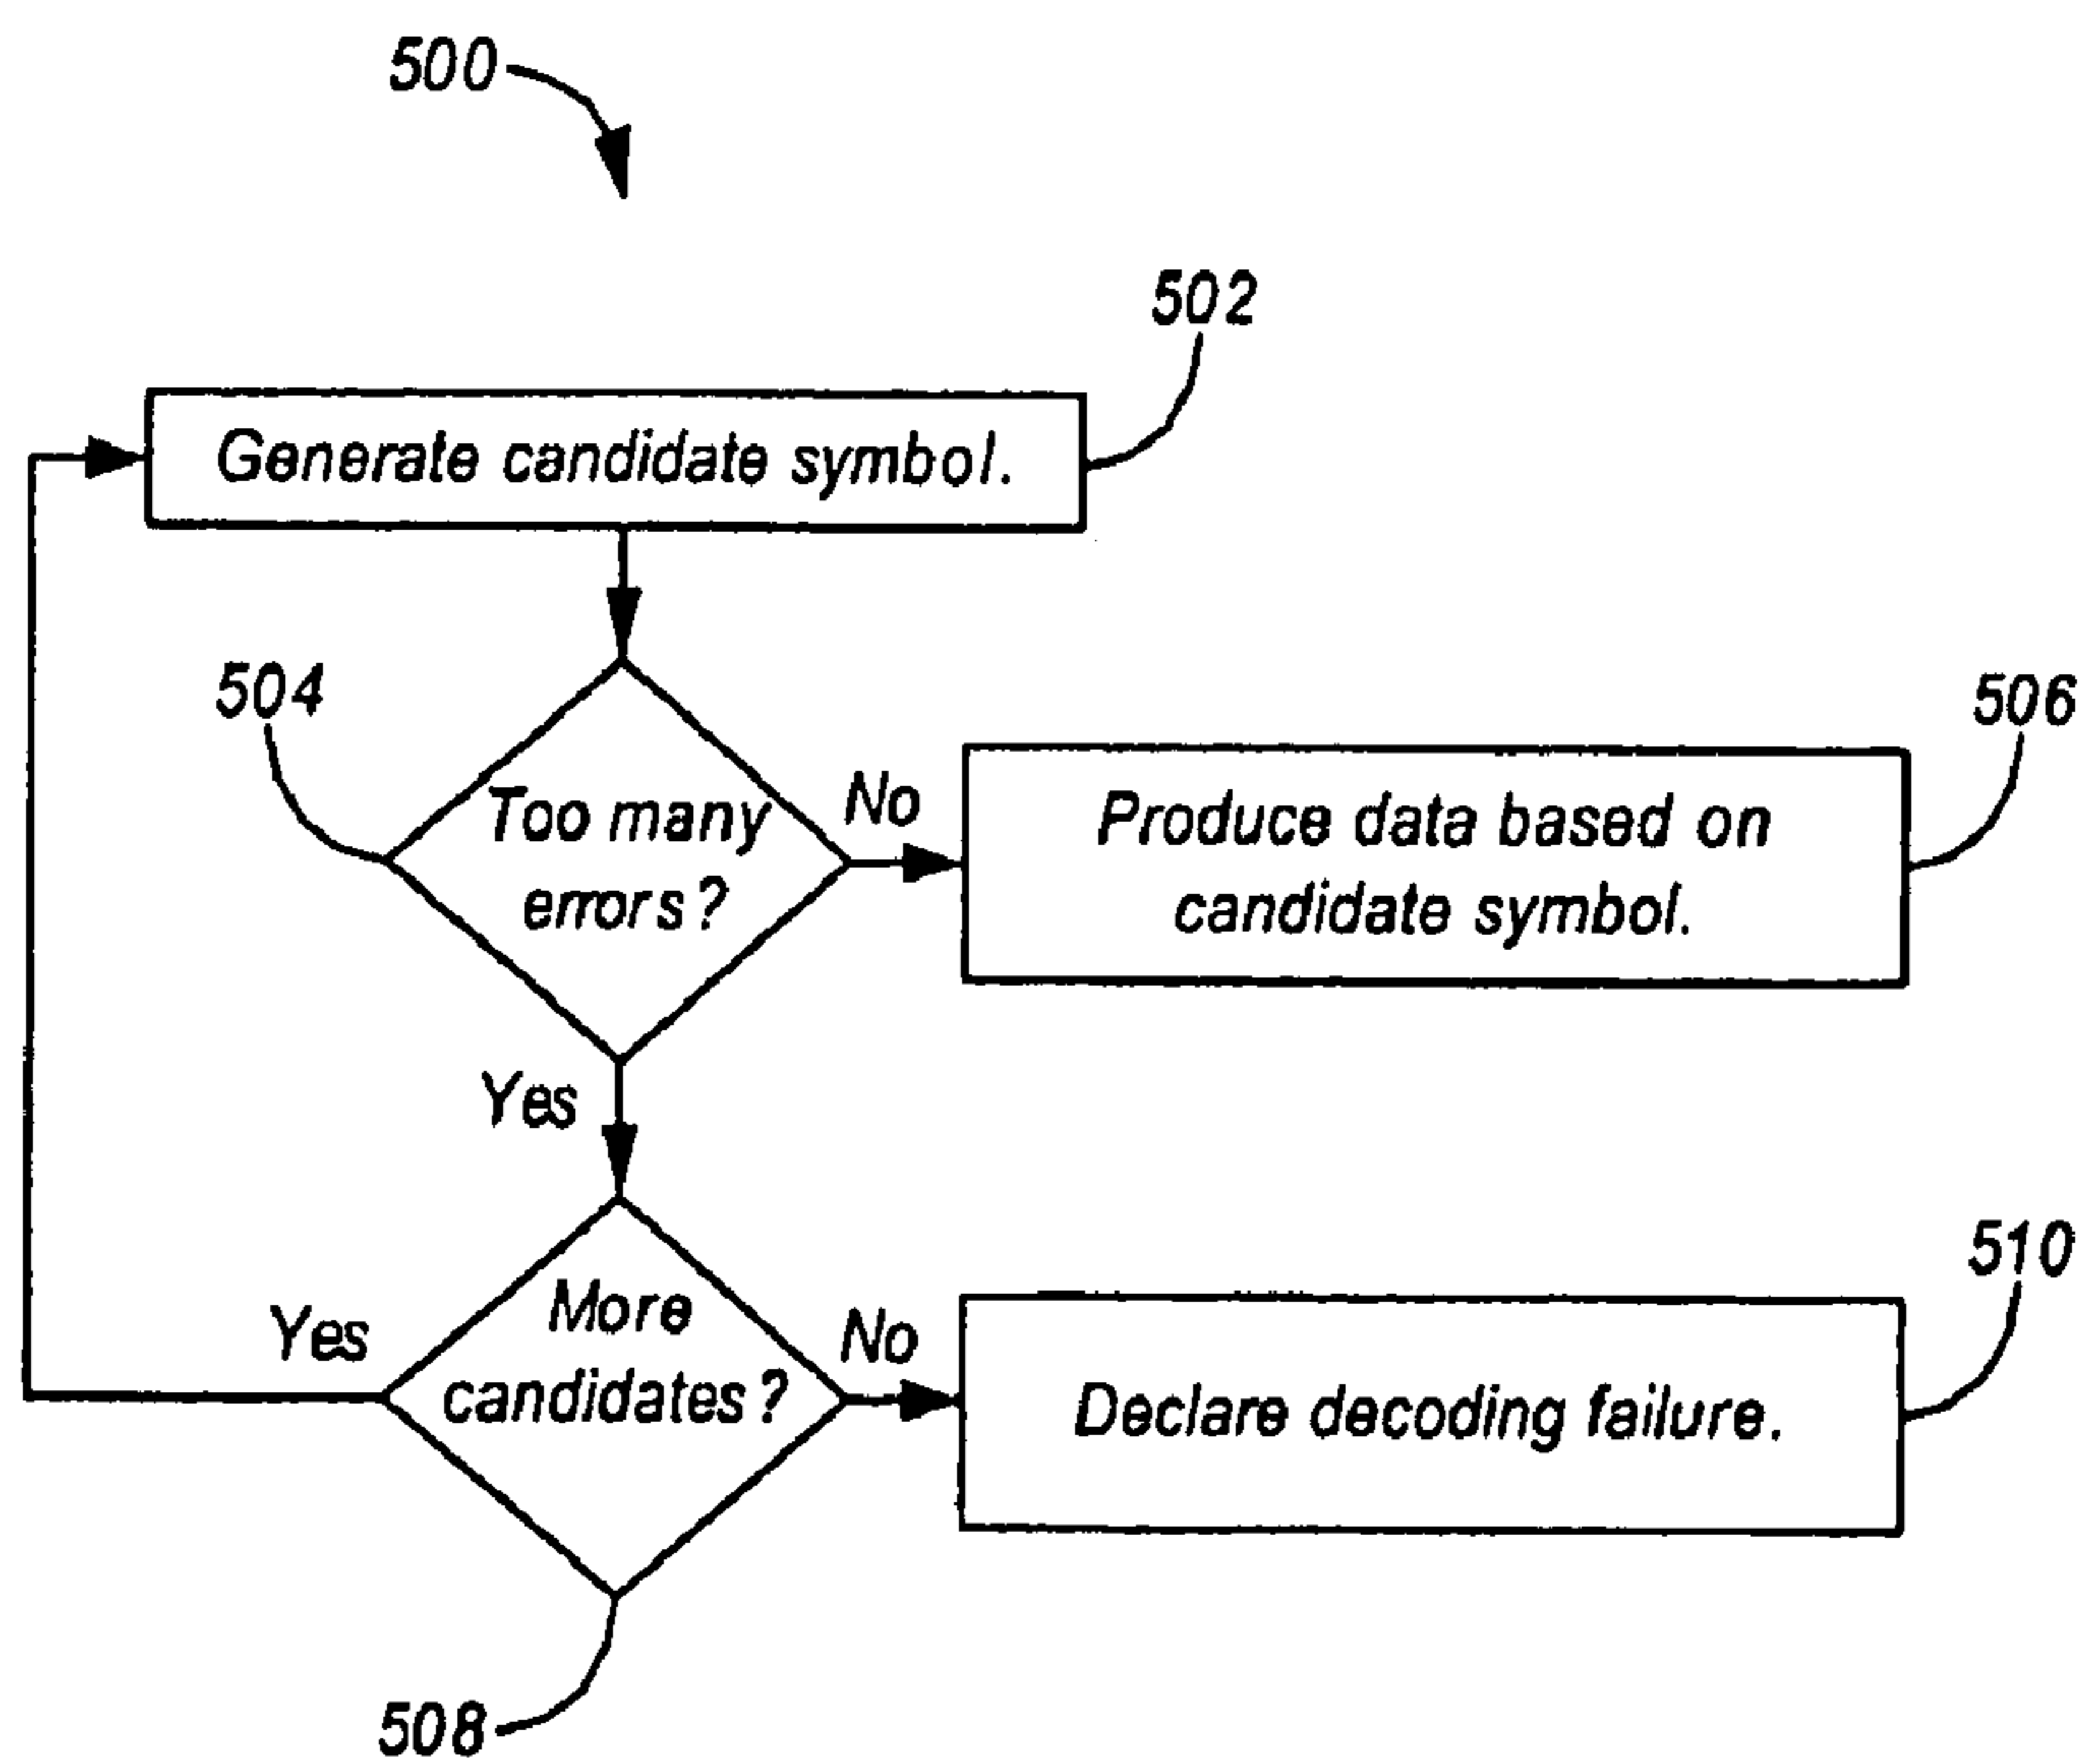 500
502
Generate candidate symbol.
504
506
Too many
errors?
No
Produce data based on
candidate symbol.
Yes
510
More
candidates?
Yes
No
Declare decoding failure.
508